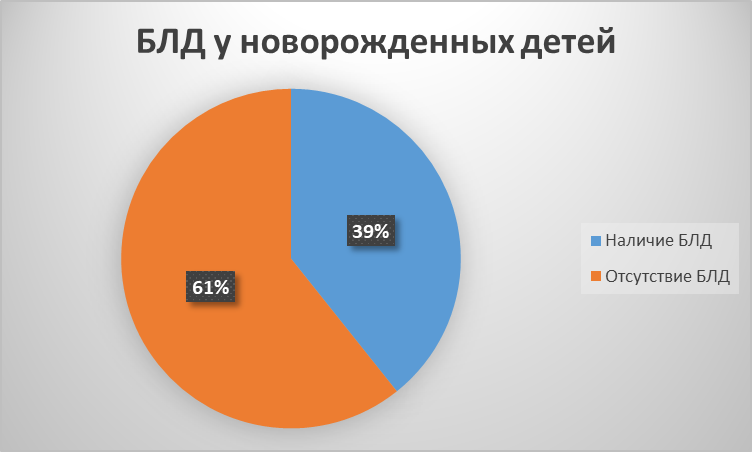 БЛД у новорожденных детей
39%
61%
Наличие БЛД
Отсутствие БЛД